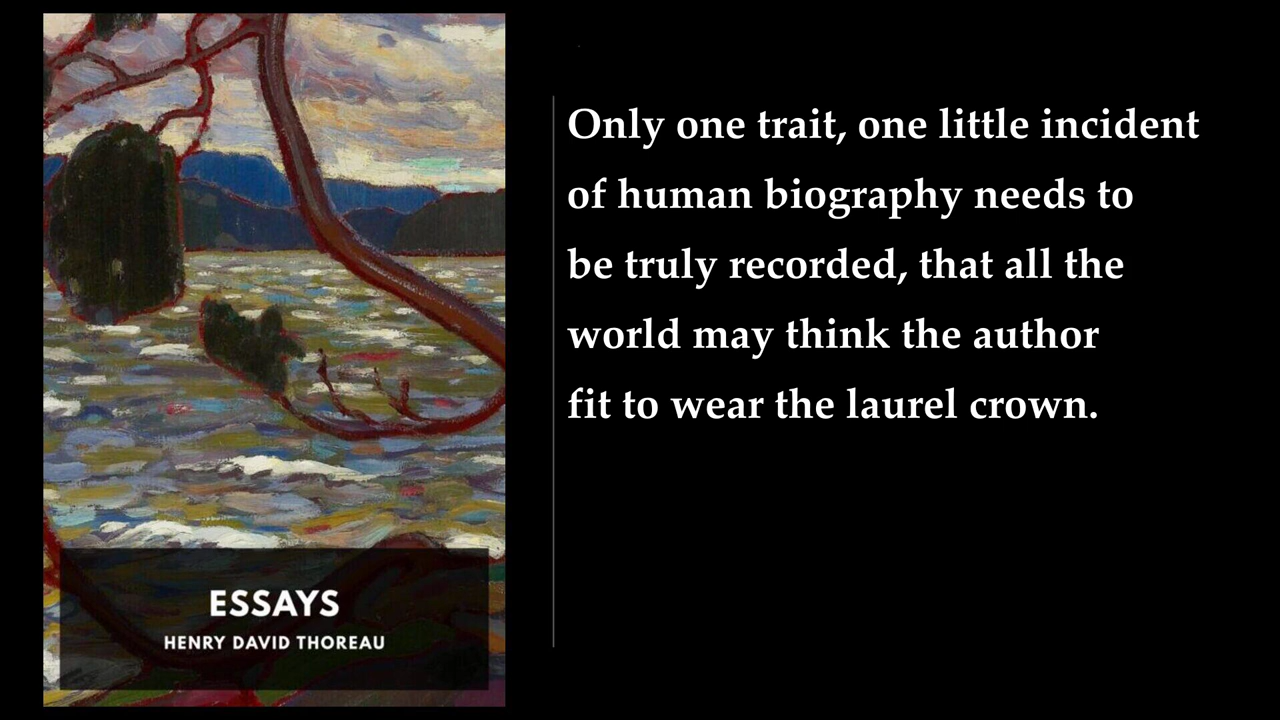 Only one trait, one little incident
of human biography needs to
be truly recorded, that all the
world may think the author
fit to wear the laurel crown.
ESSAYS
HENRY DAVID THOREAU